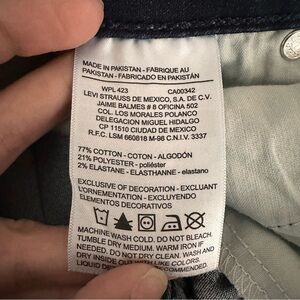 MADE IN PAKISTAN - FABRIQUE AU
PAKISTAN - FABRICADO EN PAKISTÁN
WPL 423 CA00342
LEVI STRAUSS DE MEXICO, S.A. DE C.V.
JAIME BALMES # 8 OFICINA 502
COL. LOS MORALES POLANCO
DELEGACION MIGUEL HIDALGO
CP 11510 CIUDAD DE MEXICO
R.F.C. LSM 660818 M-98 C.N.I.V. 3337
77% COTTON - COTON - ALGODÓN
21% POLYESTER - poliéster
2% ELASTANE - ÉLASTHANNE - elastano
EXCLUSIVE OF DECORATION - EXCLUANT
L'ORNEMENTATION - EXCLUYENDO
ELEMENTOS DECORATIVOS
MACHINE WASH COLD. DO NOT BLEACH.
TUMBLE DRY MEDIUM. WARM IRON IF
NEEDED. DO NOT DRY CLEAN. WASH AND
DRY INSIDE OUT WITH LIKE COLORS.
LIQUID RECOMMENDED.